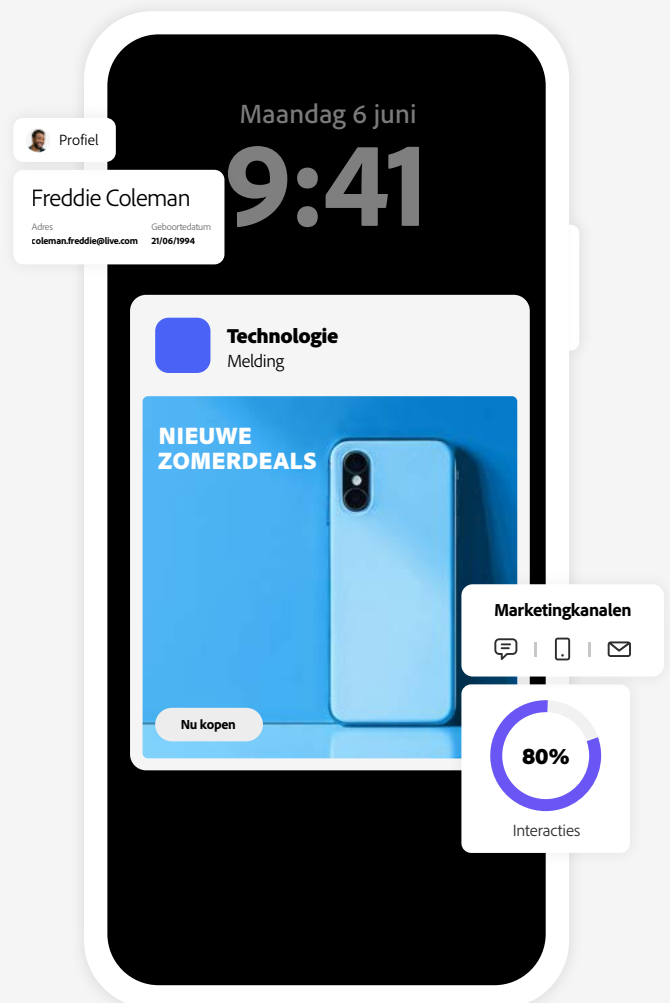 Maandag 6 juni
9:41
Profiel
Freddie Coleman
Adres
Geboortedatum
coleman.freddie@live.com
21/06/1994
Technologie
Melding
NIEUWE
ZOMERDEALS
Nu kopen
Marketingkanalen
80%
Interacties